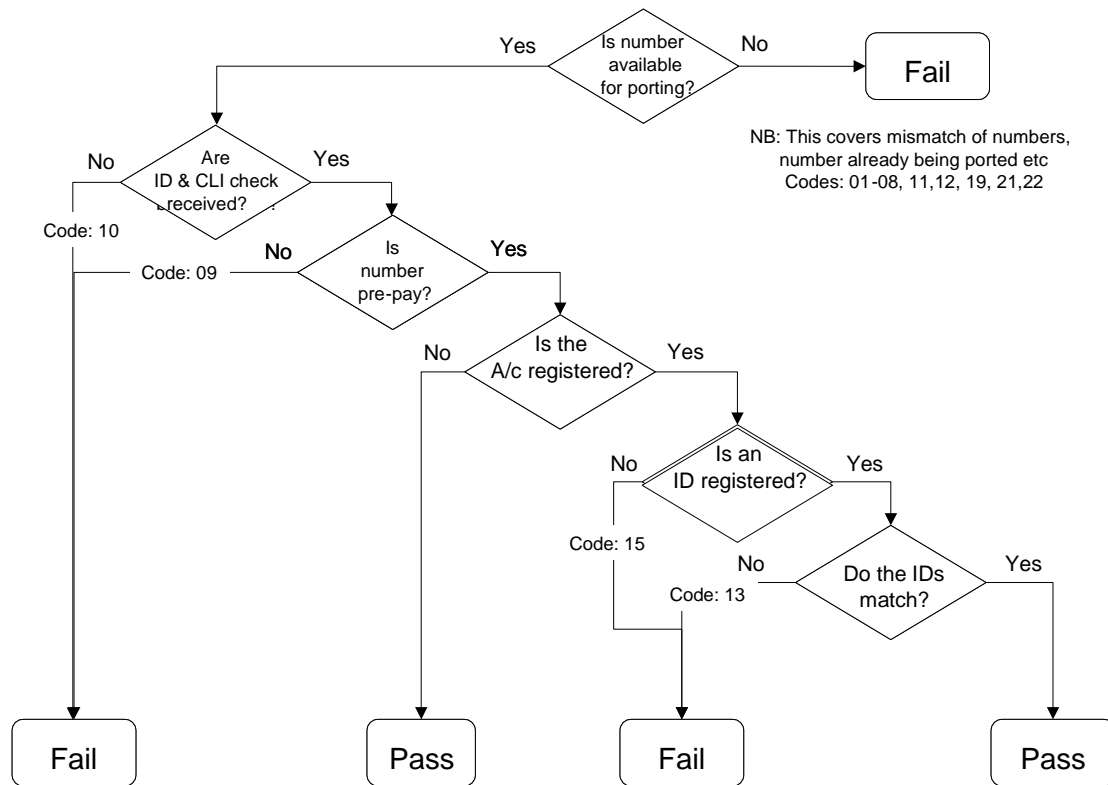 Yes
Is number
available
for porting?
No
Fail
NB: This covers mismatch of numbers,
number already being ported etc
Codes: 01-08, 11,12, 19, 21,22
No
Are
ID & CLI check
received?
Yes
Code: 10
No
Is
number
pre-pay?
Yes
Code: 09
No
Is the
A/c registered?
Yes
No
Is an
ID registered?
Yes
Code: 15
No
Do the IDs
match?
Yes
Code: 13
Fail
Pass
Fail
Pass